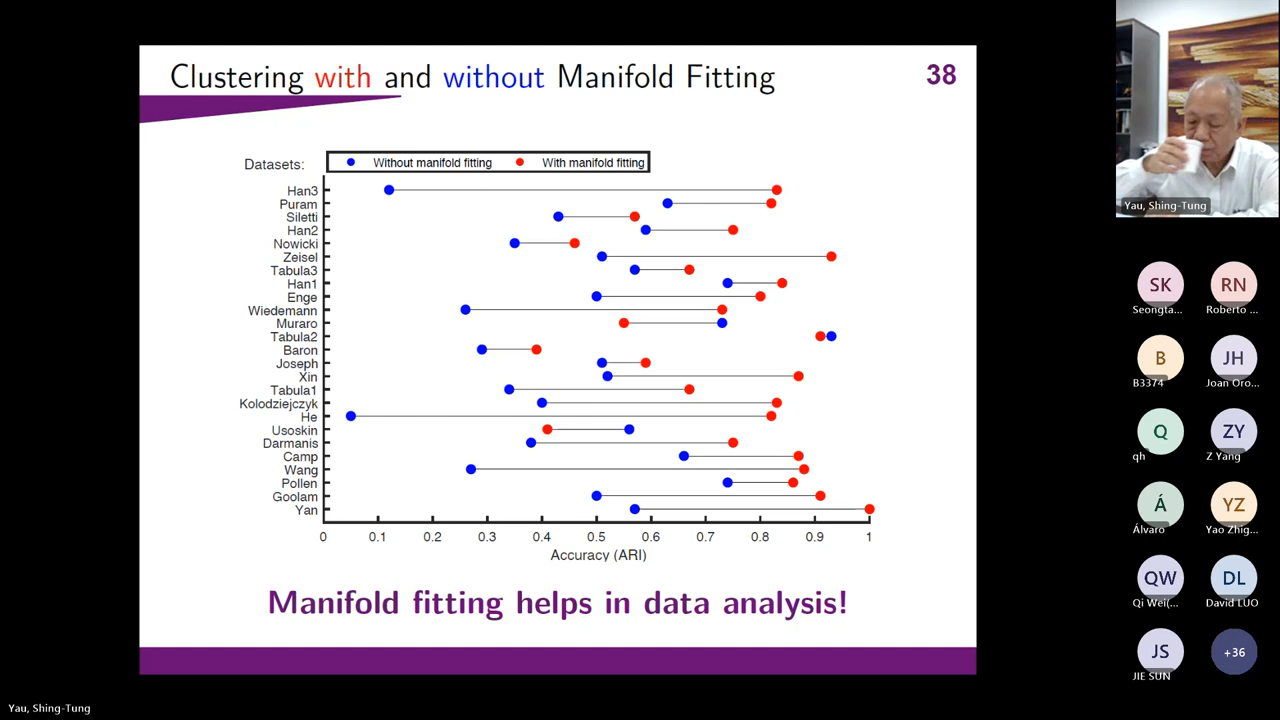 Clustering with and without Manifold Fitting
38
Datasets:
Without manifold fitting
With manifold fitting
Han3
Puram
Siletti
Han2
Nowicki
Zeisel
Tabula3
Han1
Enge
Wiedemann
Muraro
Tabula2
Baron
Joseph
Xin
Tabula1
Kolodziejczyk
He
Usoskin
Darmanis
Camp
Wang
Pollen
Goolam
Yan
0 0.1 0.2 0.3 0.4 0.5 0.6 0.7 0.8 0.9 1
Accuracy (ARI)
Manifold fitting helps in data analysis!
Yau, Shing-Tung
SK
Seongta...
RN
Roberto ...
B
B3374
JH
Joan Oro...
Q
qh
ZY
Z Yang
Á
Álvaro
YZ
Yao Zhig...
QW
Qi Wei(...
DL
David LUO
JS
JIE SUN
+36
Yau, Shing-Tung